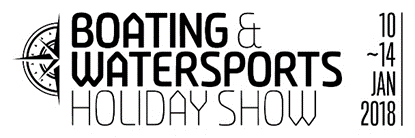 BOATING &
WATERSPORTS
HOLIDAY SHOW
10
~14
JAN
2018